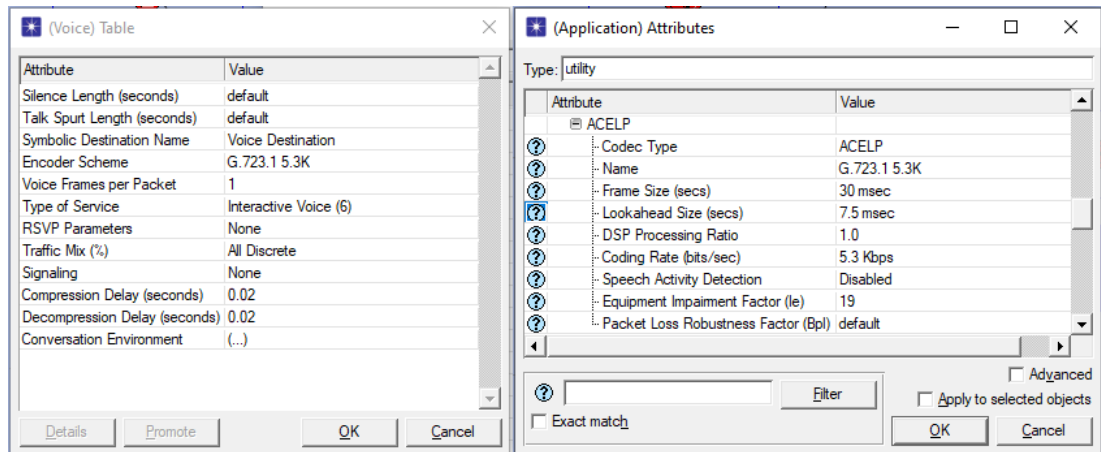 (Voice) Table
Attribute Value
Silence Length (seconds) default
Talk Spurt Length (seconds) default
Symbolic Destination Name Voice Destination
Encoder Scheme G.723.1 5.3K
Voice Frames per Packet 1
Type of Service Interactive Voice (6)
RSVP Parameters None
Traffic Mix (%) All Discrete
Signaling None
Compression Delay (seconds) 0.02
Decompression Delay (seconds) 0.02
Conversation Environment (...)
Details Promote OK Cancel
(Application) Attributes
Type: utility
Attribute Value
ACELP
Codec Type ACELP
Name G.723.1 5.3K
Frame Size (secs) 30 msec
Lookahead Size (secs) 7.5 msec
DSP Processing Ratio 1.0
Coding Rate (bits/sec) 5.3 Kbps
Speech Activity Detection Disabled
Equipment Impairment Factor (Ie) 19
Packet Loss Robustness Factor (Bpl) default
Advanced
Filter Apply to selected objects
Exact match OK Cancel